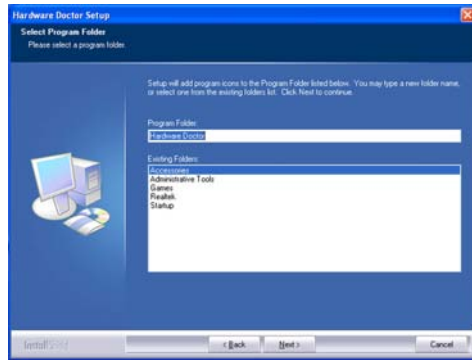 Hardware Doctor Setup
Select Program Folder
Please select a program folder.
Setup will add program icons to the Program Folder listed below. You may type a new folder name,
or select one from the existing folders list. Click Next to continue.
Program Folder:
Hardware Doctor
Existing Folders:
Accessories
Administrative Tools
Games
Realtek
Startup
InstallShield
< Back
Next >
Cancel